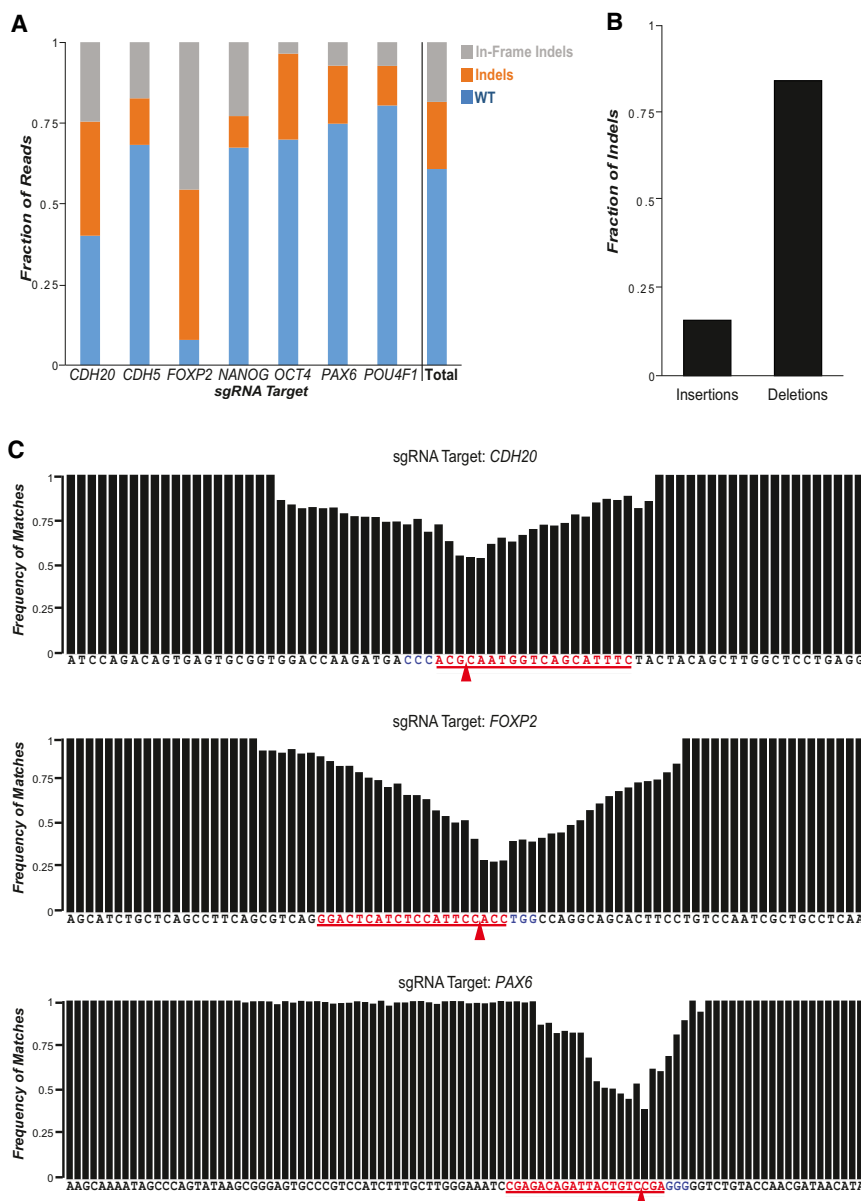 A
1
0.75
0.5
0.25
0
Fraction of Reads
In-Frame Indels
Indels
WT
CDH20 CDH5 FOXP2 NANOG OCT4 PAX6 POU4F1 Total
sgRNA Target
B
1
0.75
0.5
0.25
0
Fraction of Indels
Insertions Deletions
C
sgRNA Target: CDH20
1
0.75
0.5
0.25
0
Frequency of Matches
ATCCAGACAGTGAGTGCGGTGGACCAAGATGACCCACGCAATGGTCAGCATTTCTACTACAGCTTGGCTCCTGAGG
sgRNA Target: FOXP2
1
0.75
0.5
0.25
0
Frequency of Matches
AGCATCTGCTCAGCCTTCAGCGTCAGGGACTCATCTCCATTCCACCTGGCCAGGCAGCACTTCCTGTCCAATCGCTGCCTCAA
sgRNA Target: PAX6
1
0.75
0.5
0.25
0
Frequency of Matches
AAGCAAAATAGCCCAGTATAAGCGGGAGTGCCCGTCCATCTTTGCTTGGGAAATCCGAGACAGATTACTGTCCGAGGGGGTCTGTACCAACGATAACATA